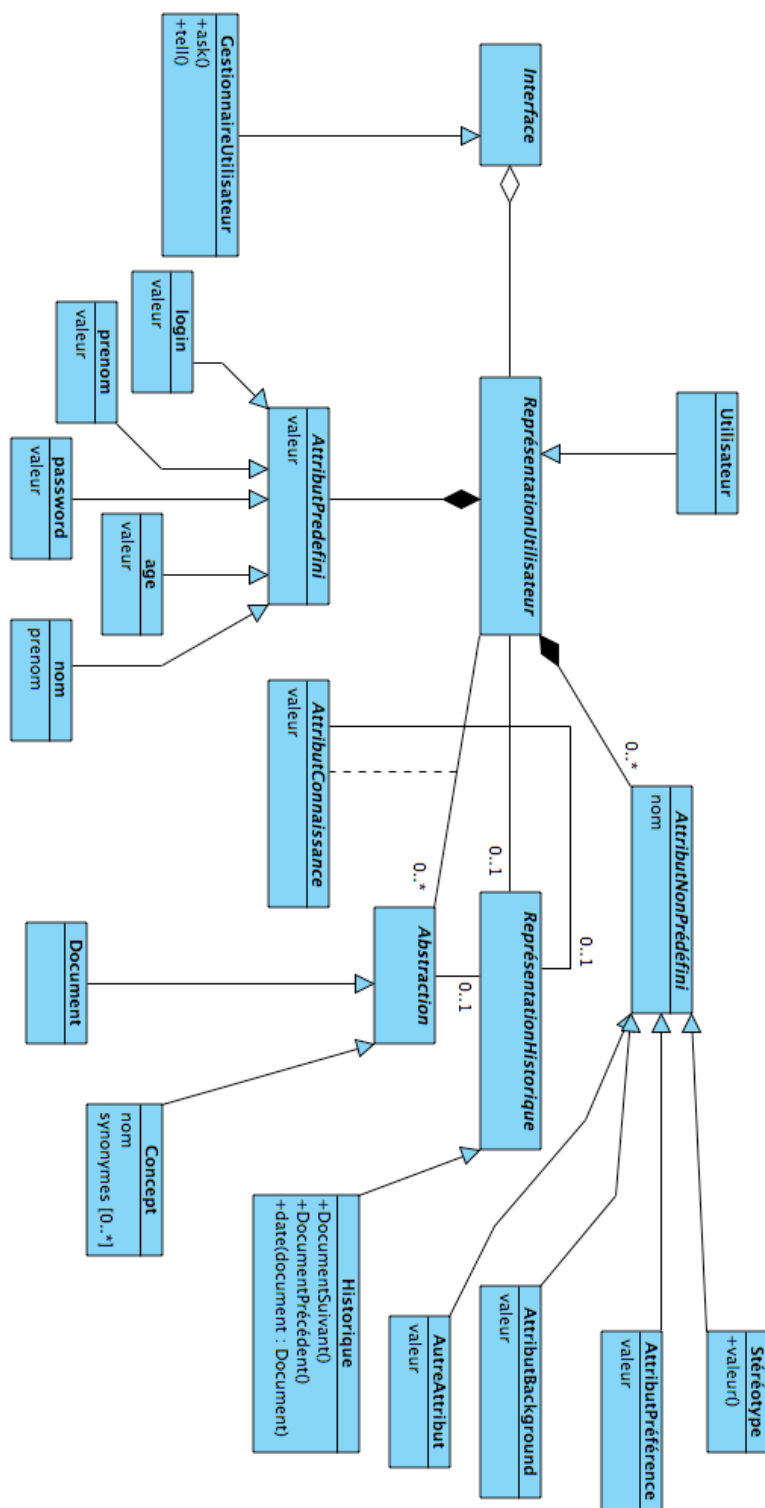 Interface
GestionnaireUtilisateur
+ask()
+tell()
Utilisateur
ReprésentationUtilisateur
login
valeur
prenom
valeur
password
valeur
age
valeur
nom
prenom
AttributPredefini
valeur
AttributConnaissance
valeur
0..*
AttributNonPrédéfini
nom
0..1
0..1
ReprésentationHistorique
0..*
0..1
Abstraction
Document
Concept
nom
synonymes [0..*]
Historique
+DocumentSuivant()
+DocumentPrécédent()
+date(document : Document)
AutreAttribut
valeur
AttributBackground
valeur
AttributPréférence
valeur
Stéréotype
+valeur()